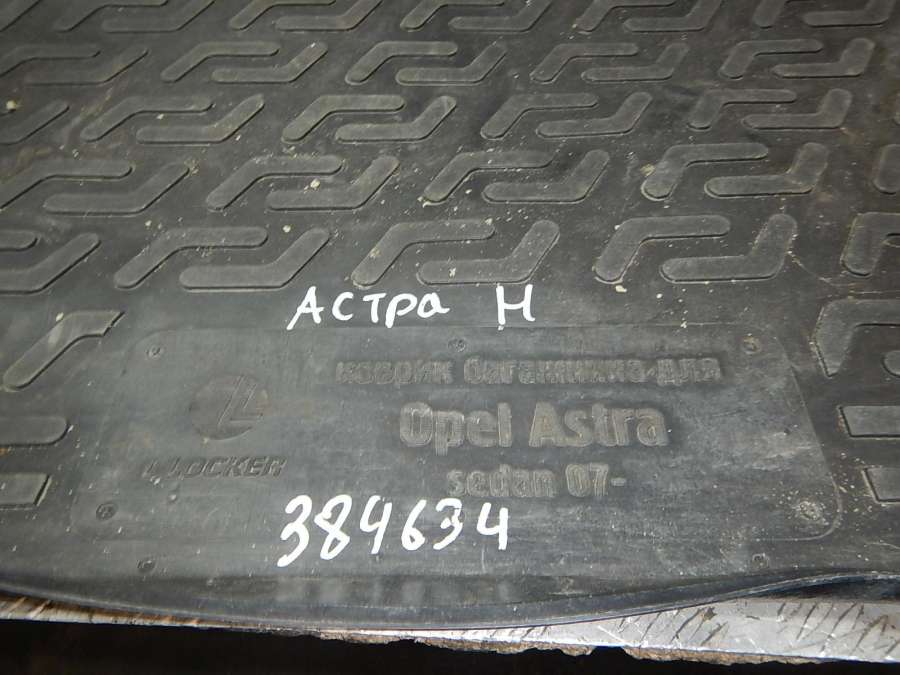 Астра H
коврик багажника для
Opel Astra
L.LOCKER
sedan 07-
384634